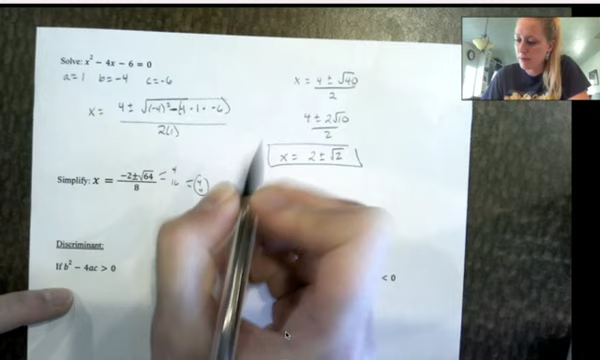 Solve: x² − 4x − 6 = 0
a=1 b=-4 c=-6
x = 4 ± √(-4)² - (4 · 1 · -6)
2(1)
x = 4 ± √40
2
4 ± 2√10
2
x = 2 ± √2
Simplify: x = −2±√64
8
Discriminant:
If b² − 4ac > 0
< 0